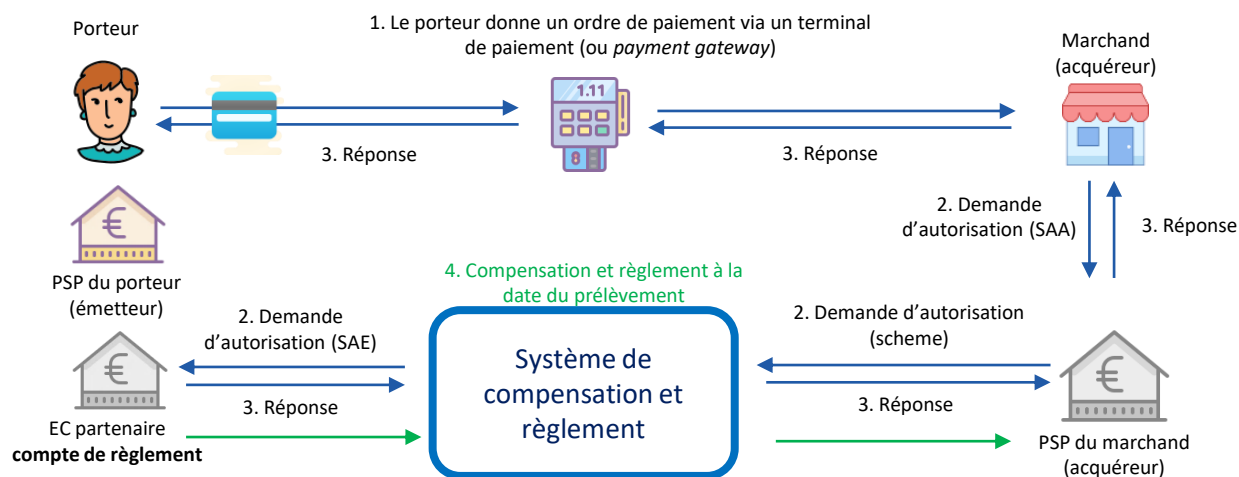 Porteur
1. Le porteur donne un ordre de paiement via un terminal
de paiement (ou payment gateway)
Marchand
(acquéreur)
1.11
8
3. Réponse
3. Réponse
2. Demande
d'autorisation (SAA)
3. Réponse
€
PSP du porteur
(émetteur)
4. Compensation et règlement à la
date du prélèvement
2. Demande
d'autorisation (SAE)
2. Demande d'autorisation
(scheme)
€
Système de
compensation et
règlement
€
3. Réponse
3. Réponse
EC partenaire
compte de règlement
PSP du marchand
(acquéreur)